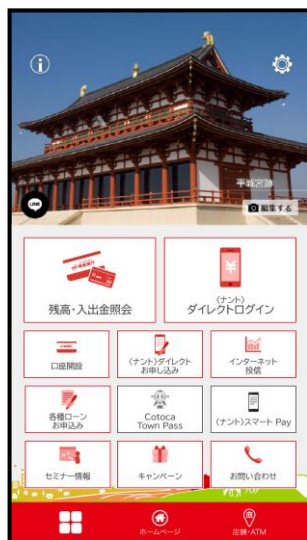 平城宮跡
LINE
編集する
残高・入出金照会
〈ナント〉
ダイレクトログイン
口座開設
〈ナント〉ダイレクト
お申し込み
インターネット
投信
各種ローン
お申込み
Cotoca
Town Pass
〈ナント〉スマート Pay
セミナー情報
キャンペーン
お問い合わせ
ホームページ
店舗・ATM